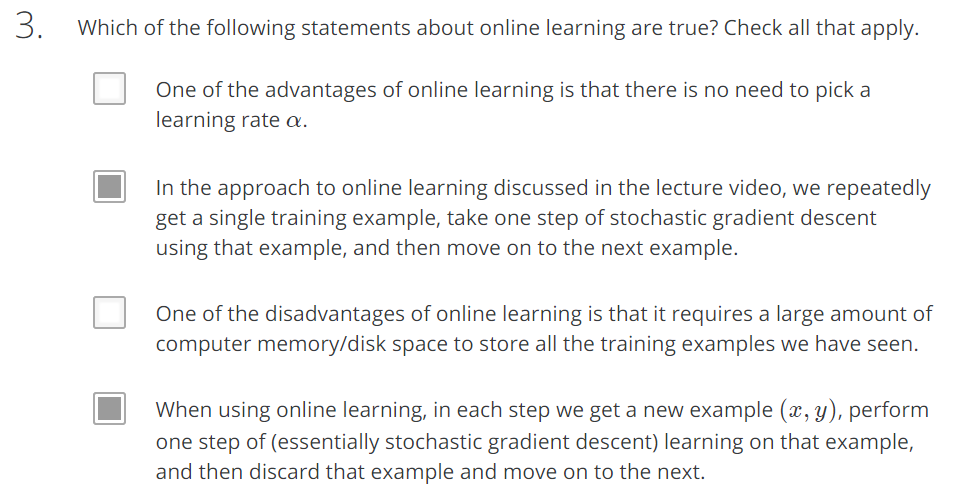 3. Which of the following statements about online learning are true? Check all that apply.
One of the advantages of online learning is that there is no need to pick a
learning rate α.
In the approach to online learning discussed in the lecture video, we repeatedly
get a single training example, take one step of stochastic gradient descent
using that example, and then move on to the next example.
One of the disadvantages of online learning is that it requires a large amount of
computer memory/disk space to store all the training examples we have seen.
When using online learning, in each step we get a new example (x, y), perform
one step of (essentially stochastic gradient descent) learning on that example,
and then discard that example and move on to the next.